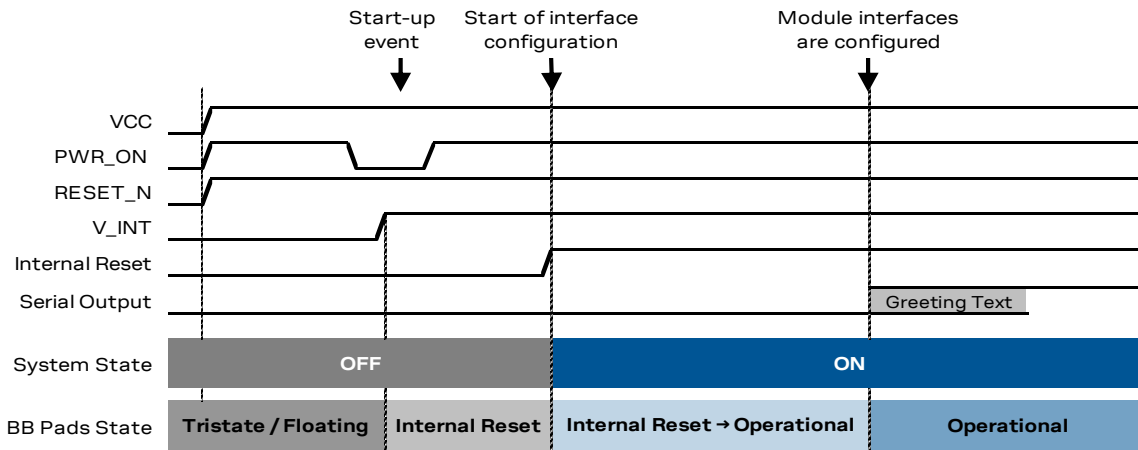 Start-up
event
Start of interface
configuration
Module interfaces
are configured
VCC
PWR_ON
RESET_N
V_INT
Internal Reset
Serial Output
Greeting Text
System State
OFF
ON
BB Pads State
Tristate / Floating
Internal Reset
Internal Reset → Operational
Operational